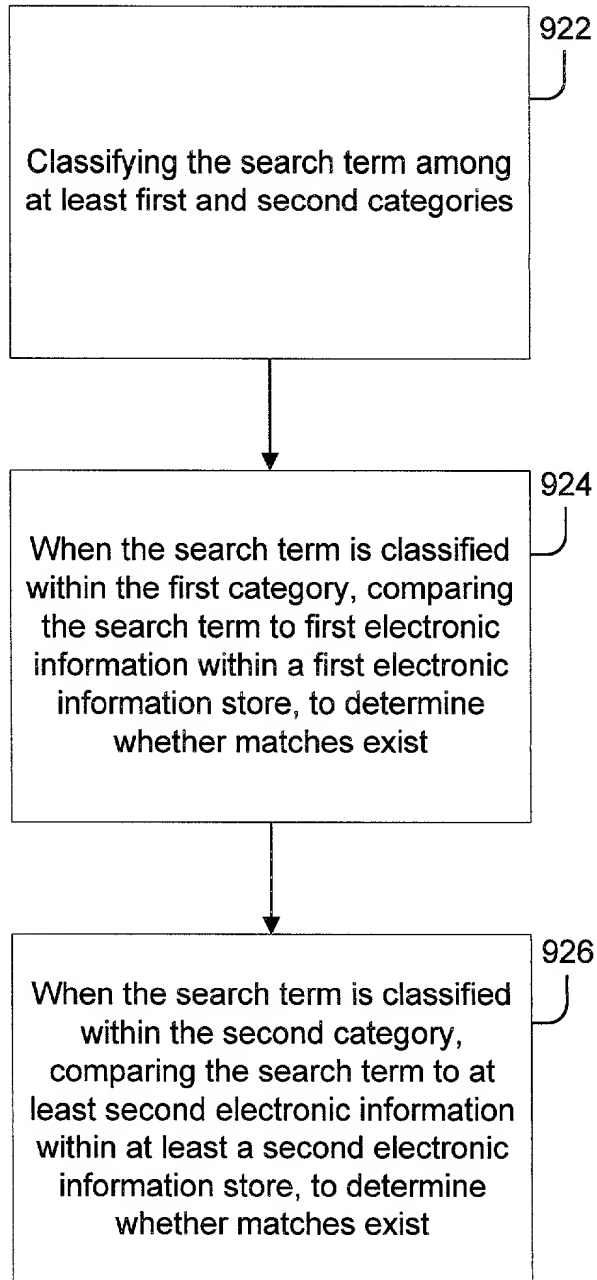 922
Classifying the search term among
at least first and second categories
924
When the search term is classified
within the first category, comparing
the search term to first electronic
information within a first electronic
information store, to determine
whether matches exist
926
When the search term is classified
within the second category,
comparing the search term to at
least second electronic information
within at least a second electronic
information store, to determine
whether matches exist